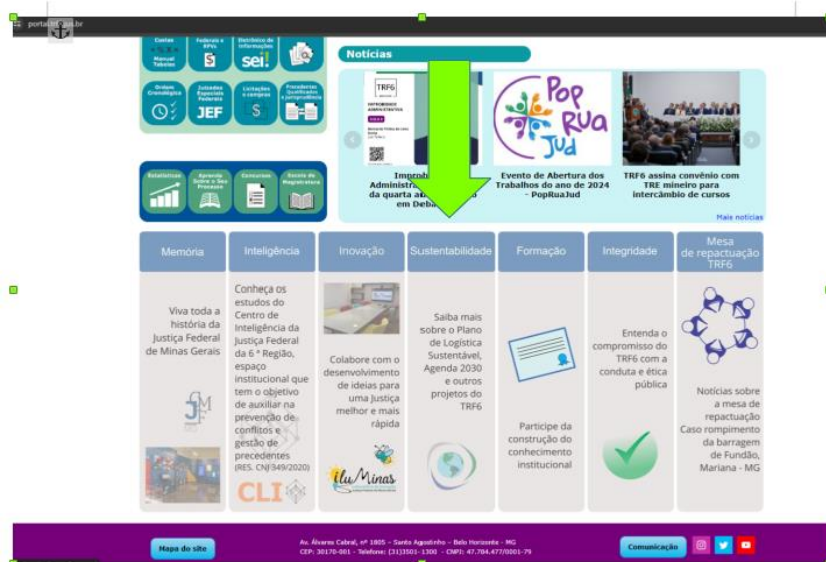 Contas
Manual
Tabelas
Federais e
RPVs
Eletrônico de
Informações
sei!
Ordem
Cronológica
Juizados
Especiais
Federais
JEF
Licitações
e compras
Precedentes
Qualificados
e Jurisprudência
Estatísticas
Aprenda
Sobre o Seu
Processo
Concursos
Escola de
Magistratura
Notícias
TRF6
IMPROBIDADE
ADMINISTRATIVA
Pop
Rua
Jud
da quarta
em Deba
Evento de Abertura dos
Trabalhos do ano de 2024
- PopRuaJud
TRF6 assina convênio com
TRE mineiro para
intercâmbio de cursos
Mais notícias
Memória
Viva toda a
história da
Justiça Federal
de Minas Gerais
Inteligência
Conheça os
estudos do
Centro de
Inteligência da
Justiça Federal
da 6 ª Região,
espaço
institucional que
tem o objetivo
de auxiliar na
prevenção de
conflitos e
gestão de
precedentes
(RES. CNJ 349/2020)
CLI
Inovação
Colabore com o
desenvolvimento
de ideias para
uma Justiça
melhor e mais
rápida
iluMinas
Sustentabilidade
Saiba mais
sobre o Plano
de Logística
Sustentável,
Agenda 2030
e outros
projetos do
TRF6
Formação
Participe da
construção do
conhecimento
institucional
Integridade
Entenda o
compromisso do
TRF6 com a
conduta e ética
pública
Mesa
de repactuação
TRF6
Notícias sobre
a mesa de
repactuação
Caso rompimento
da barragem
de Fundão,
Mariana - MG
Mapa do site
Av. Álvares Cabral, nº 1805 - Santo Agostinho - Belo Horizonte - MG
CEP: 30170-001 - Telefone: (31)3501-1300 - CNPJ: 47.784.477/0001-79
Comunicação